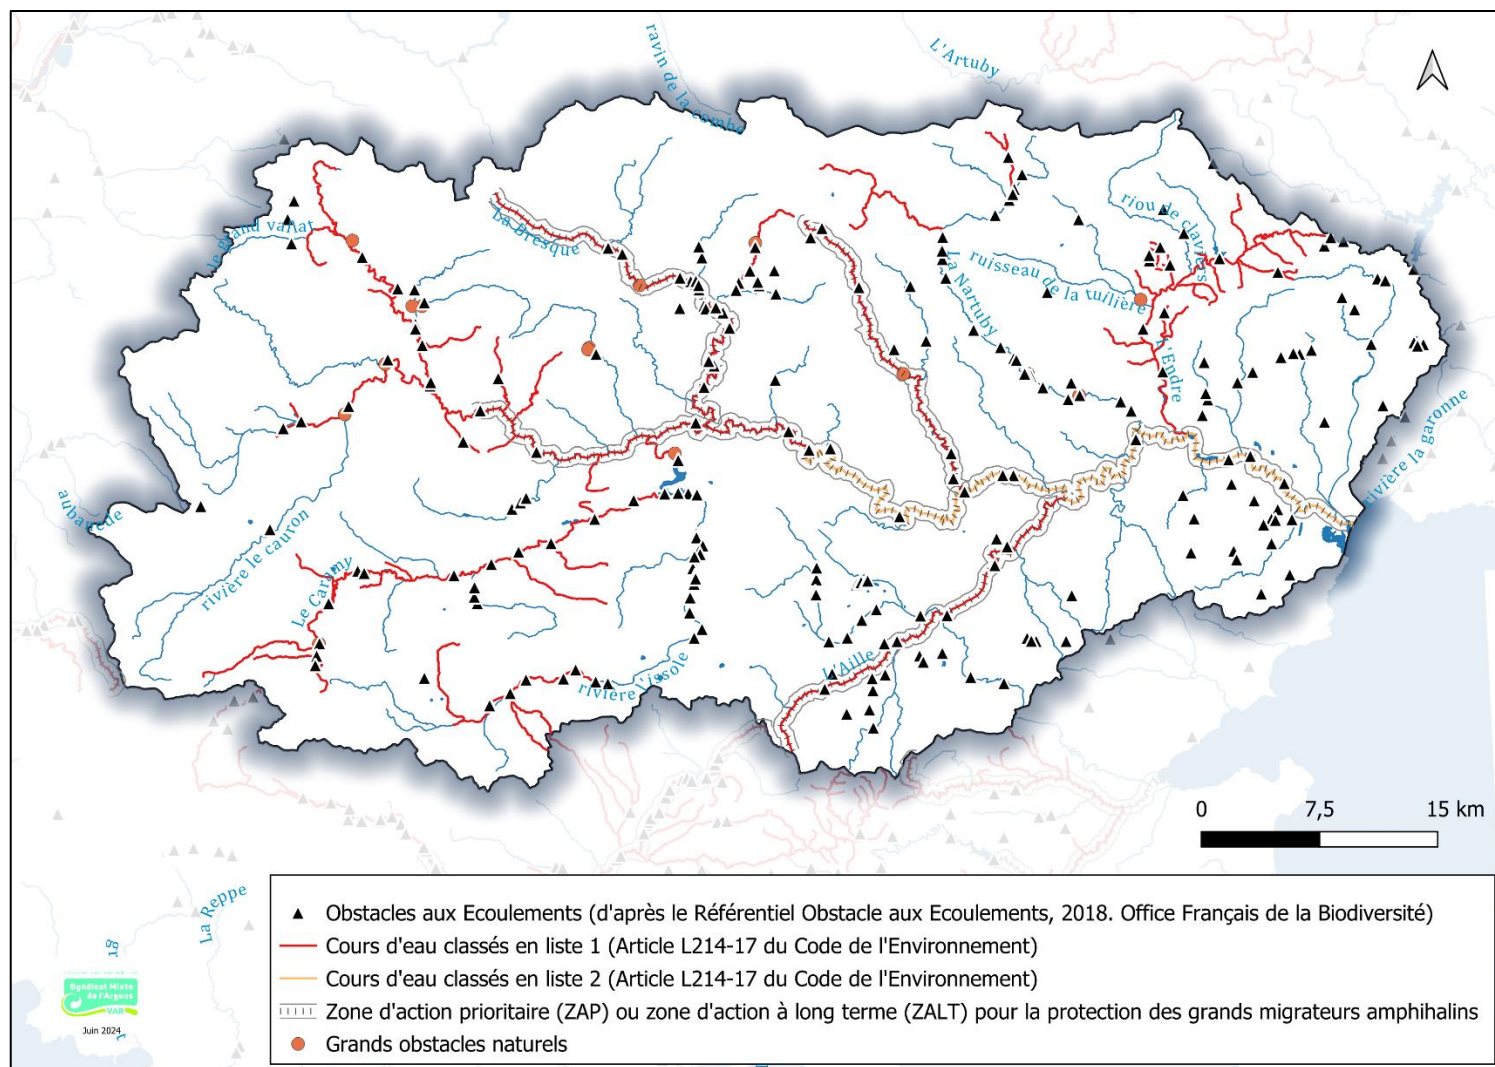 ravin de la combe
L'Artuby
le grand vallat
La Bresque
riou de claviers
ruisseau de la tuilière
La Nartuby
L'Endre
rivière la garonne
aubanède
rivière le cauron
Le Caramy
rivière l'issole
L'Aille
0 7,5 15 km
La Reppe
gr
Syndicat Mixte
de l'Argens
VAR
Juin 2024
▲ Obstacles aux Ecoulements (d'après le Référentiel Obstacle aux Ecoulements, 2018. Office Français de la Biodiversité)
Cours d'eau classés en liste 1 (Article L214-17 du Code de l'Environnement)
Cours d'eau classés en liste 2 (Article L214-17 du Code de l'Environnement)
Zone d'action prioritaire (ZAP) ou zone d'action à long terme (ZALT) pour la protection des grands migrateurs amphihalins
Grands obstacles naturels